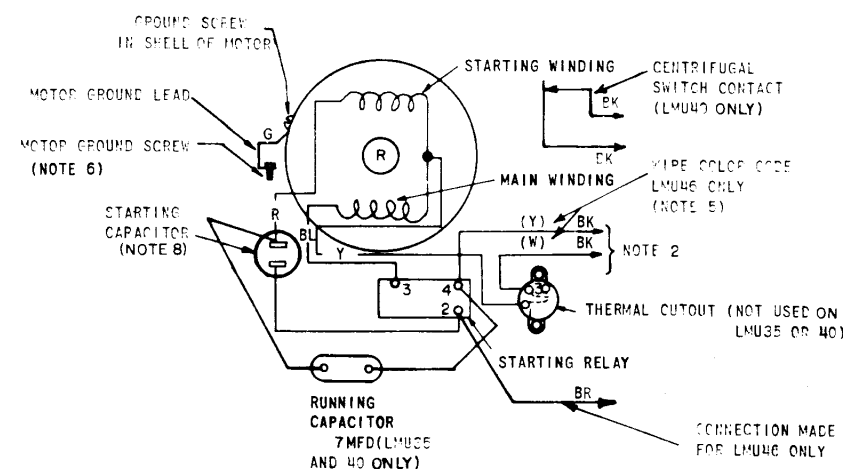 GROUND SCREW
IN SHELL OF MOTOR
MOTOR GROUND LEAD
G
MOTOR GROUND SCREW
(NOTE 6)
STARTING WINDING
CENTRIFUGAL
SWITCH CONTACT
(LMU40 ONLY)
BK
BK
R
MAIN WINDING
WIRE COLOR CODE
LMU46 ONLY
(NOTE 5)
STARTING
CAPACITOR
(NOTE 8)
R
BL
Y
(Y)
BK
(W)
BK
NOTE 2
3
4
2
3
THERMAL CUTOUT (NOT USED ON
LMU35 OR 40)
STARTING RELAY
BR
RUNNING
CAPACITOR
7MFD(LMU35
AND 40 ONLY)
CONNECTION MADE
FOR LMU46 ONLY